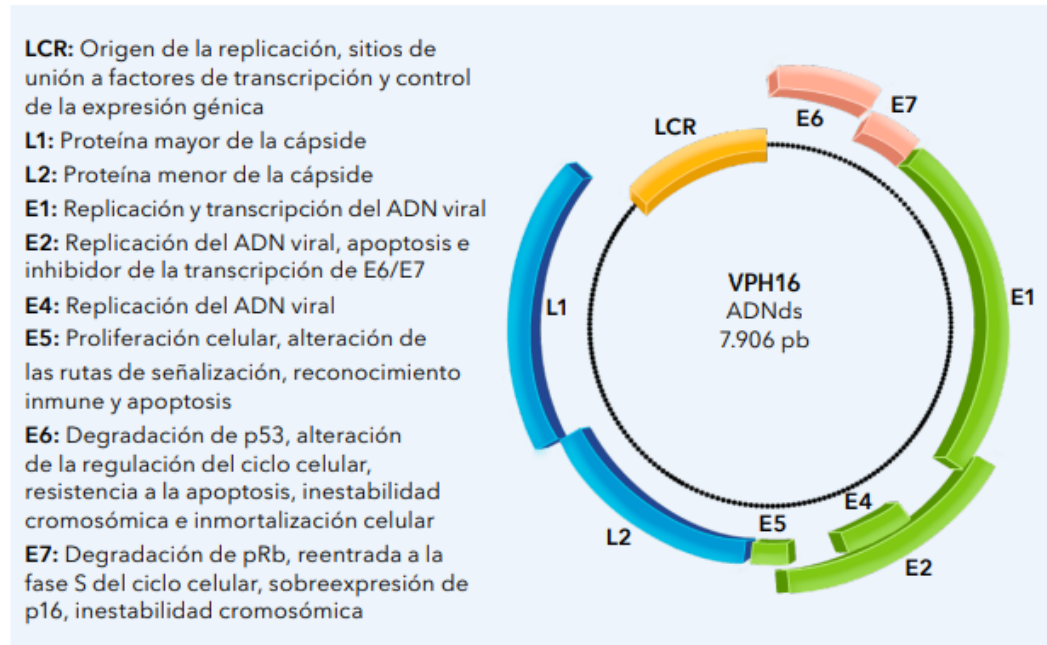 LCR: Origen de la replicación, sitios de
unión a factores de transcripción y control
de la expresión génica
L1: Proteína mayor de la cápside
L2: Proteína menor de la cápside
E1: Replicación y transcripción del ADN viral
E2: Replicación del ADN viral, apoptosis e
inhibidor de la transcripción de E6/E7
E4: Replicación del ADN viral
E5: Proliferación celular, alteración de
las rutas de señalización, reconocimiento
inmune y apoptosis
E6: Degradación de p53, alteración
de la regulación del ciclo celular,
resistencia a la apoptosis, inestabilidad
cromosómica e inmortalización celular
E7: Degradación de pRb, reentrada a la
fase S del ciclo celular, sobreexpresión de
p16, inestabilidad cromosómica
E7
E6
LCR
VPH16
ADNds
7.906 pb
E1
L1
E4
E5
L2
E2